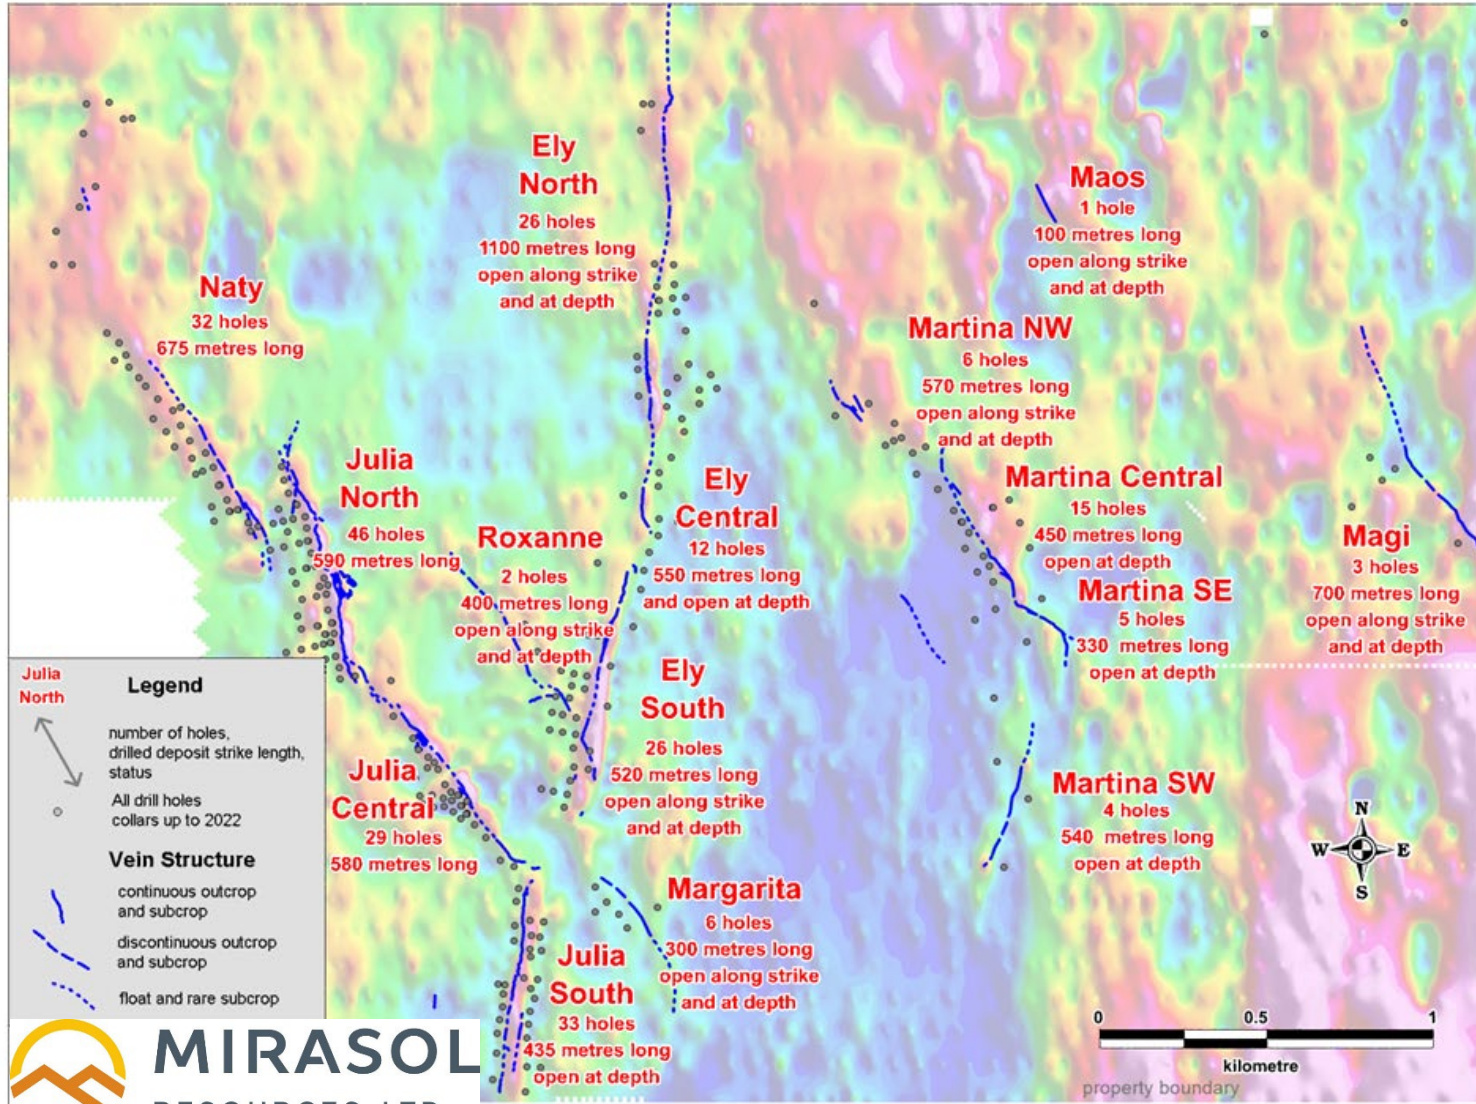 Ely
North
26 holes
1100 metres long
open along strike
and at depth
Maos
1 hole
100 metres long
open along strike
and at depth
Naty
32 holes
675 metres long
Martina NW
6 holes
570 metres long
open along strike
and at depth
Julia
North
46 holes
590 metres long
Roxanne
2 holes
400 metres long
open along strike
and at depth
Ely
Central
12 holes
550 metres long
and open at depth
Martina Central
15 holes
450 metres long
open at depth
Martina SE
5 holes
330 metres long
open at depth
Magi
3 holes
700 metres long
open along strike
and at depth
Ely
South
26 holes
520 metres long
open along strike
and at depth
Julia
Central
29 holes
580 metres long
Martina SW
4 holes
540 metres long
open at depth
Margarita
6 holes
300 metres long
open along strike
and at depth
Julia
South
33 holes
435 metres long
open at depth
Julia
North
Legend
number of holes,
drilled deposit strike length,
status
All drill holes
collars up to 2022
Vein Structure
continuous outcrop
and subcrop
discontinuous outcrop
and subcrop
float and rare subcrop
N
W E
S
0 0.5 1
kilometre
property boundary
MIRASOL
RESOURCES LTD